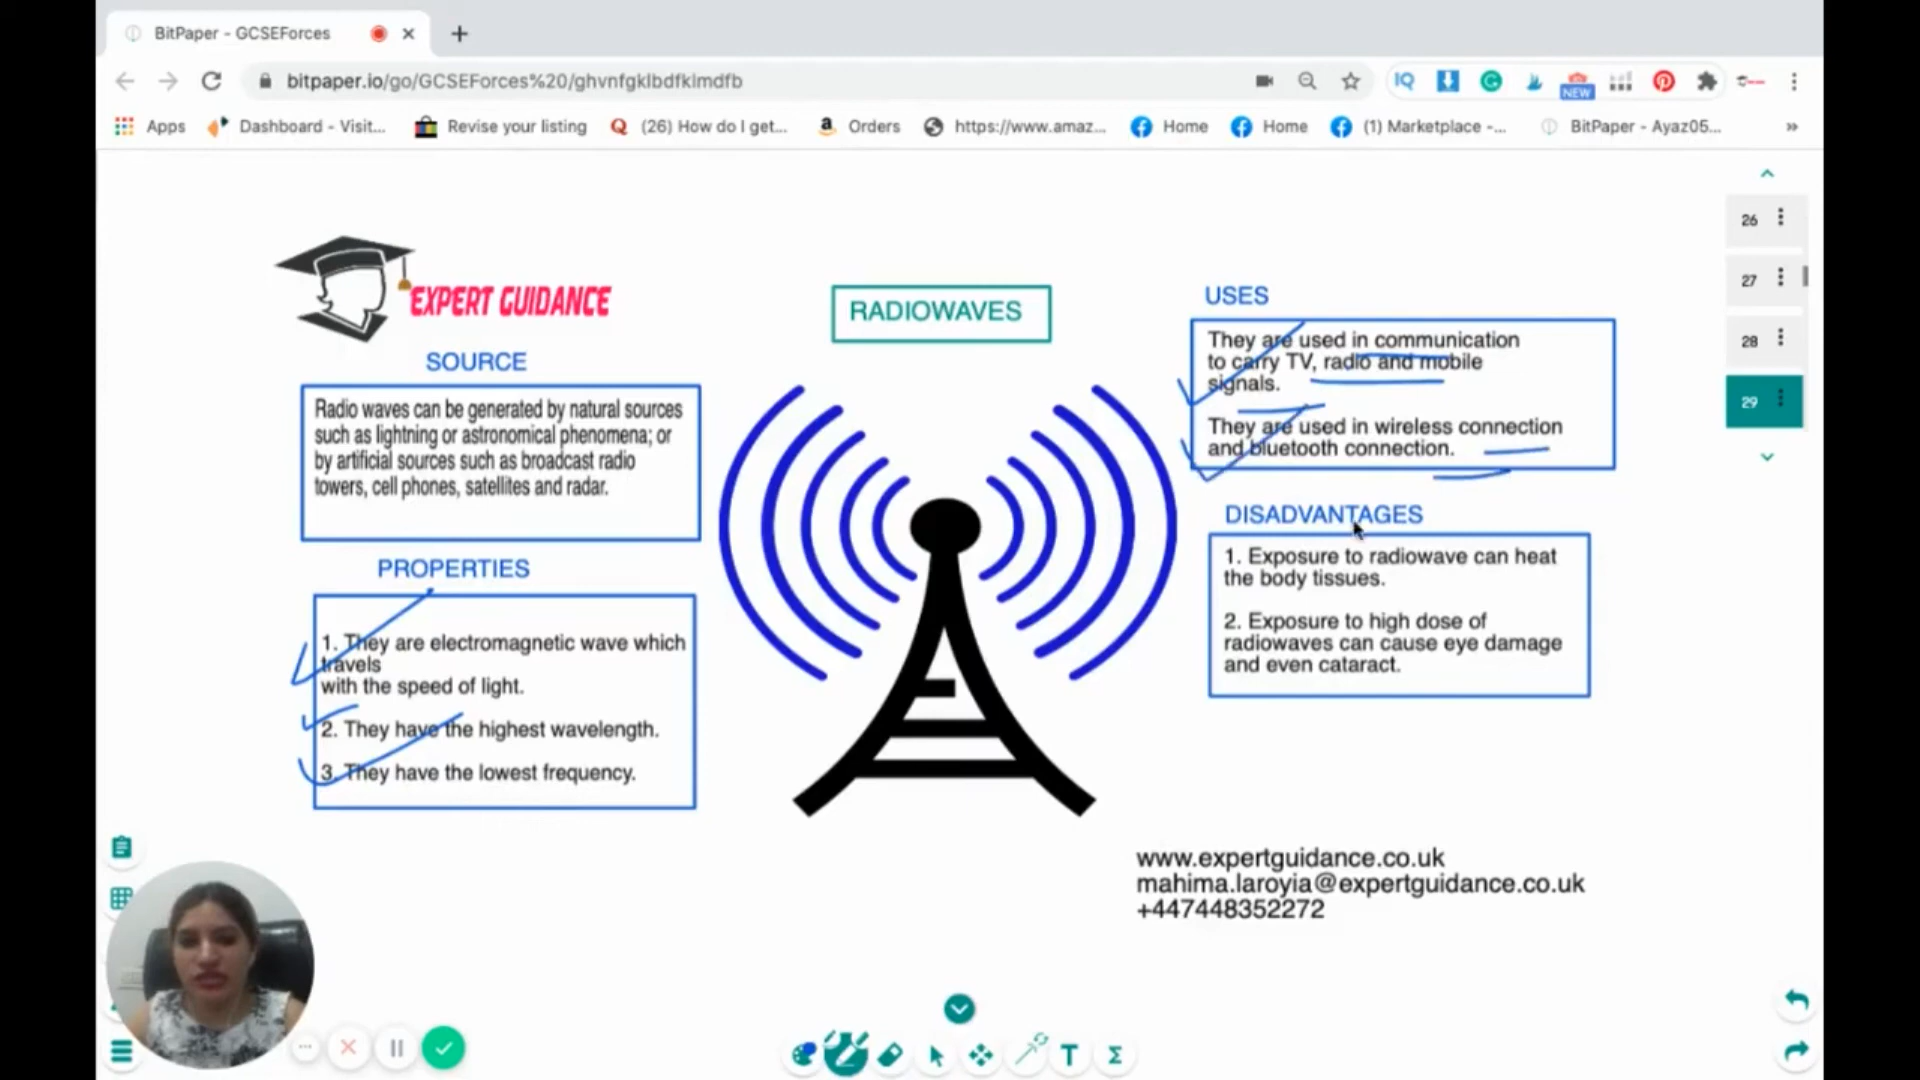 BitPaper - GCSEForces
bitpaper.io/go/GCSEForces%20/ghvnfgklbdfklmdfb
IQ
NEW
Apps
Dashboard - Visit...
Revise your listing
(26) How do I get...
Orders
https://www.amaz...
Home
Home
(1) Marketplace -...
BitPaper - Ayaz05...
26
27
28
29
EXPERT GUIDANCE
SOURCE
Radio waves can be generated by natural sources
such as lightning or astronomical phenomena; or
by artificial sources such as broadcast radio
towers, cell phones, satellites and radar.
PROPERTIES
1. They are electromagnetic wave which
travels
with the speed of light.
2. They have the highest wavelength.
3. They have the lowest frequency.
RADIOWAVES
USES
They are used in communication
to carry TV, radio and mobile
signals.
They are used in wireless connection
and bluetooth connection.
DISADVANTAGES
1. Exposure to radiowave can heat
the body tissues.
2. Exposure to high dose of
radiowaves can cause eye damage
and even cataract.
www.expertguidance.co.uk
mahima.laroyia@expertguidance.co.uk
+447448352272
T
Σ